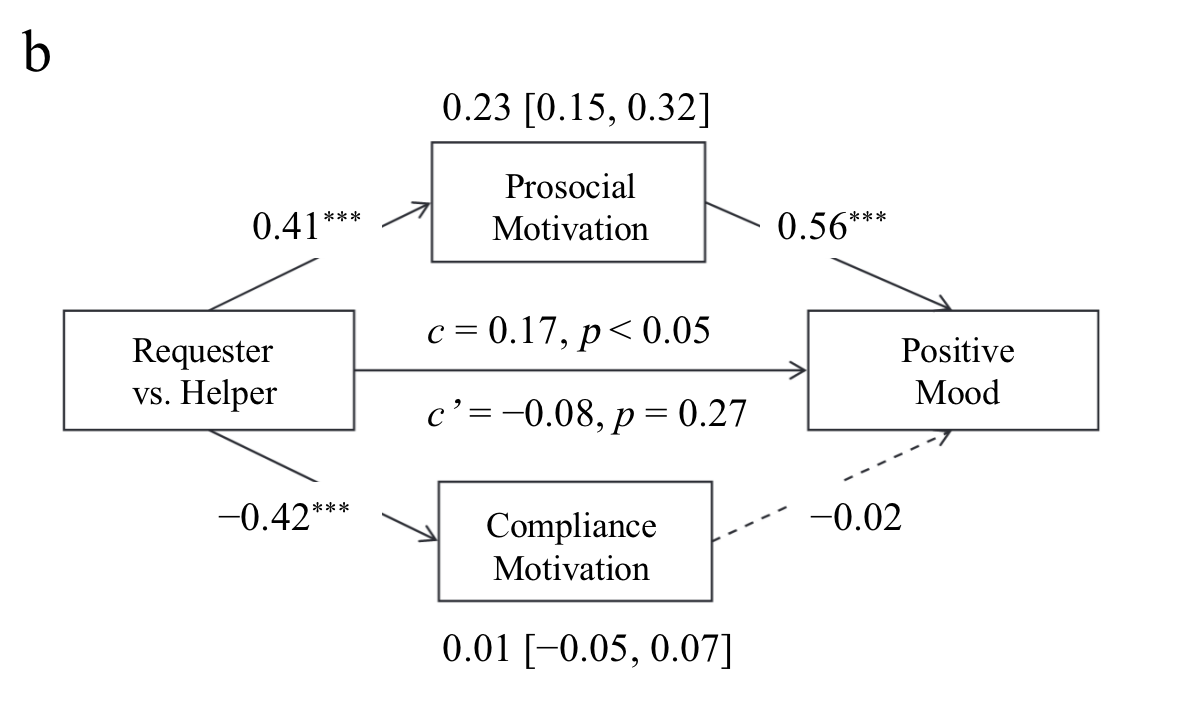 b
0.23 [0.15, 0.32]
Prosocial
Motivation
0.41***
0.56***
Requester
vs. Helper
c = 0.17, p < 0.05
c’ = −0.08, p = 0.27
Positive
Mood
−0.42***
Compliance
Motivation
−0.02
0.01 [−0.05, 0.07]